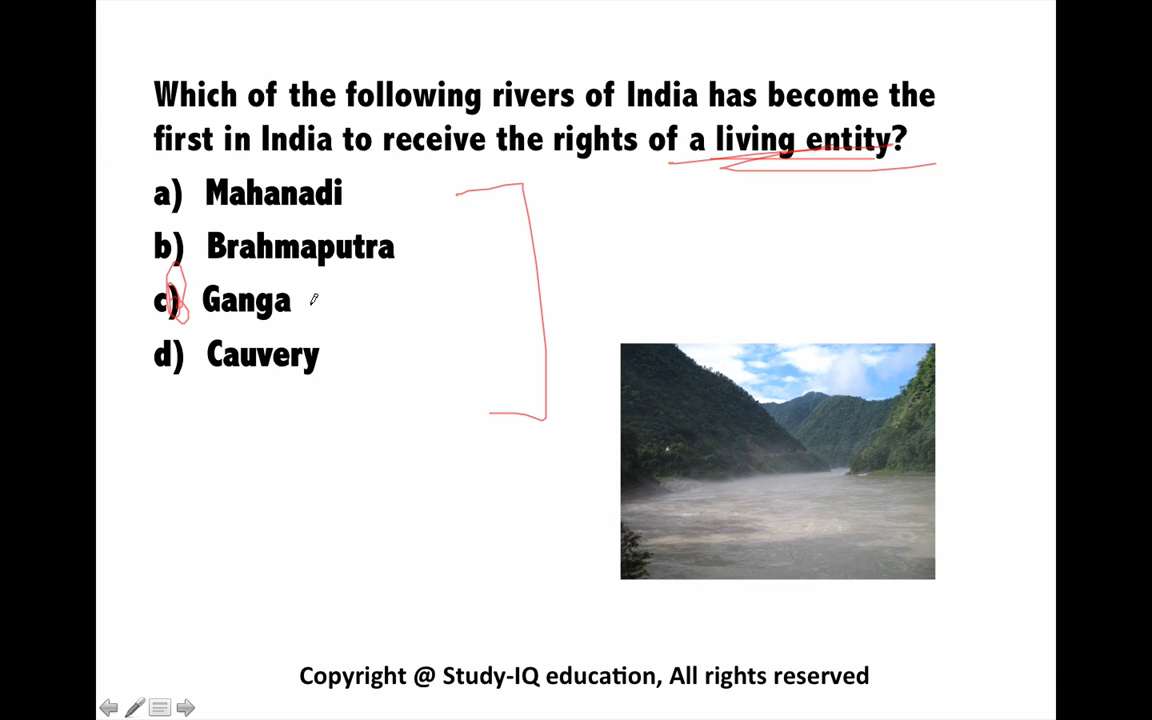 Which of the following rivers of India has become the
first in India to receive the rights of a living entity?
a) Mahanadi
b) Brahmaputra
c) Ganga
d) Cauvery
Copyright @ Study-IQ education, All rights reserved